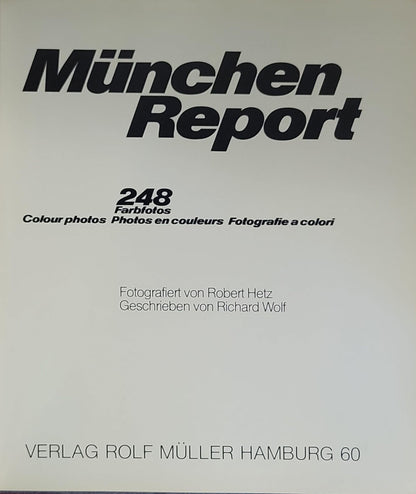 München
Report
248
Farbfotos
Colour photos Photos en couleurs Fotografie a colori
Fotografiert von Robert Hetz
Geschrieben von Richard Wolf
VERLAG ROLF MÜLLER HAMBURG 60